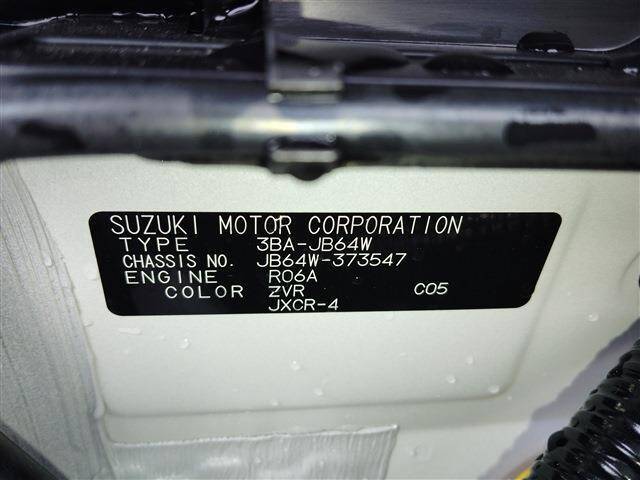 SUZUKI MOTOR CORPORATION
TYPE 3BA-JB64W
CHASSIS NO. JB64W-373547
ENGINE R06A
COLOR ZVR C05
JXCR-4